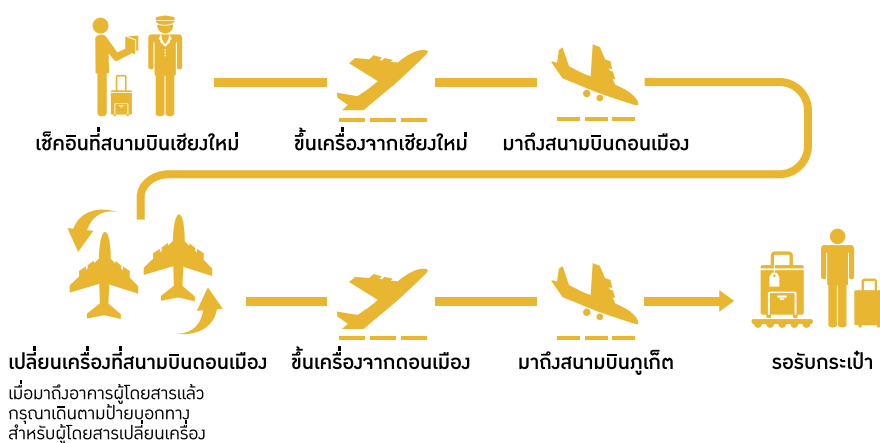 เช็คอินที่สนามบินเชียงใหม่
ขึ้นเครื่องจากเชียงใหม่
มาถึงสนามบินดอนเมือง
เปลี่ยนเครื่องที่สนามบินดอนเมือง
เมื่อมาถึงอาคารผู้โดยสารแล้ว
กรุณาเดินตามป้ายบอกทาง
สำหรับผู้โดยสารเปลี่ยนเครื่อง
ขึ้นเครื่องจากดอนเมือง
มาถึงสนามบินภูเก็ต
รอรับกระเป๋า